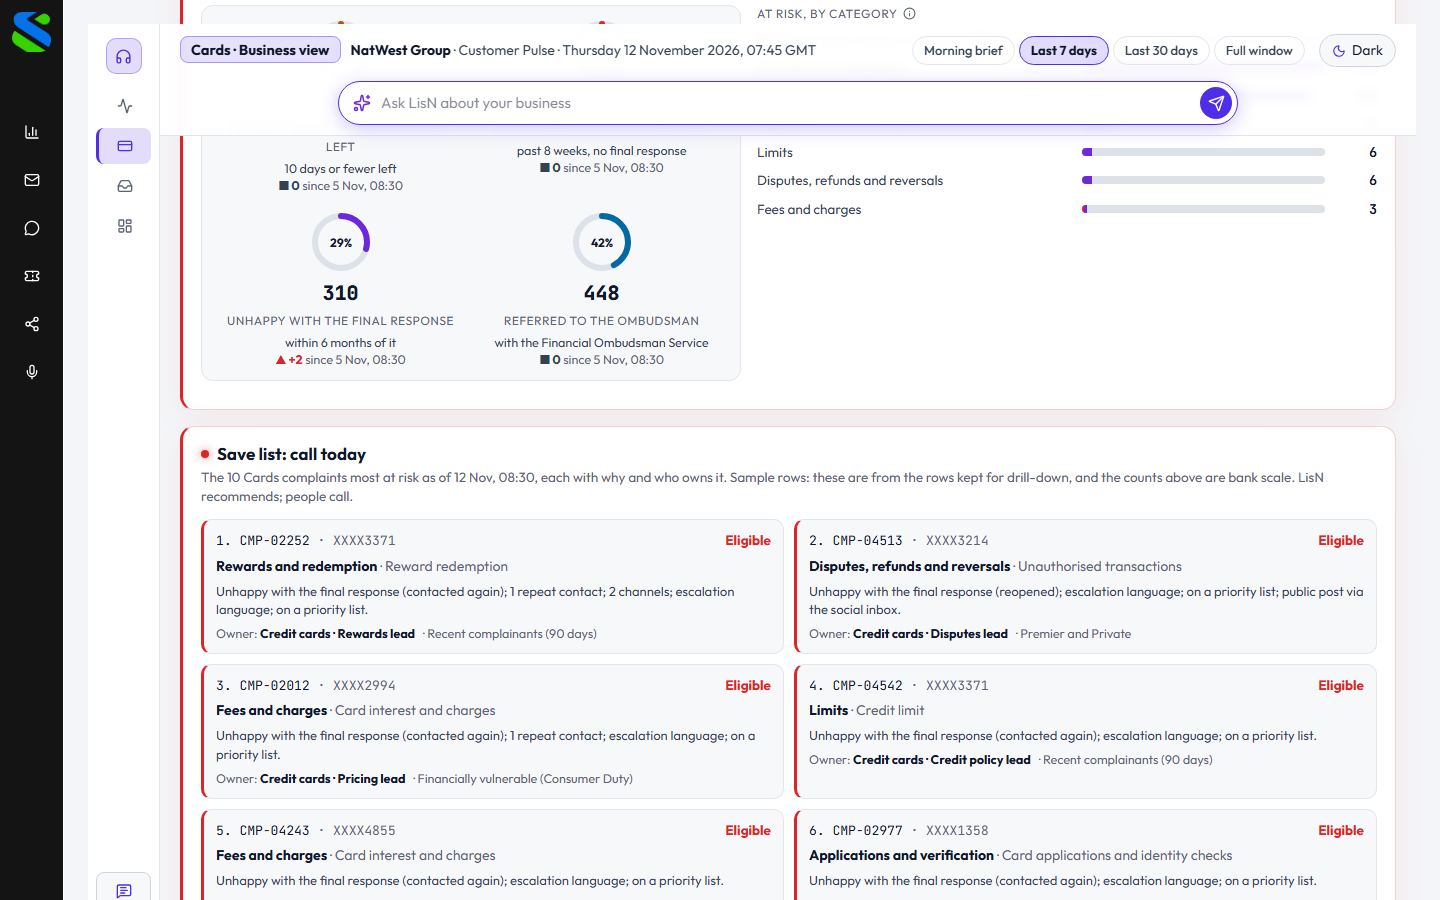 AT RISK, BY CATEGORY
Cards · Business view
NatWest Group · Customer Pulse · Thursday 12 November 2026, 07:45 GMT
Morning brief
Last 7 days
Last 30 days
Full window
Dark
Ask LisN about your business
LEFT
10 days or fewer left
0 since 5 Nov, 08:30
past 8 weeks, no final response
0 since 5 Nov, 08:30
Limits 6
Disputes, refunds and reversals 6
Fees and charges 3
29%
310
UNHAPPY WITH THE FINAL RESPONSE
within 6 months of it
▲ +2 since 5 Nov, 08:30
42%
448
REFERRED TO THE OMBUDSMAN
with the Financial Ombudsman Service
0 since 5 Nov, 08:30
Save list: call today
The 10 Cards complaints most at risk as of 12 Nov, 08:30, each with why and who owns it. Sample rows: these are from the rows kept for drill-down, and the counts above are bank scale. LisN
recommends; people call.
1. CMP-02252 · XXXX3371 Eligible
Rewards and redemption · Reward redemption
Unhappy with the final response (contacted again); 1 repeat contact; 2 channels; escalation
language; on a priority list.
Owner: Credit cards · Rewards lead · Recent complainants (90 days)
2. CMP-04513 · XXXX3214 Eligible
Disputes, refunds and reversals · Unauthorised transactions
Unhappy with the final response (reopened); escalation language; on a priority list; public post via
the social inbox.
Owner: Credit cards · Disputes lead · Premier and Private
3. CMP-02012 · XXXX2994 Eligible
Fees and charges · Card interest and charges
Unhappy with the final response (contacted again); 1 repeat contact; escalation language; on a
priority list.
Owner: Credit cards · Pricing lead · Financially vulnerable (Consumer Duty)
4. CMP-04542 · XXXX3371 Eligible
Limits · Credit limit
Unhappy with the final response (contacted again); escalation language; on a priority list.
Owner: Credit cards · Credit policy lead · Recent complainants (90 days)
5. CMP-04243 · XXXX4855 Eligible
Fees and charges · Card interest and charges
Unhappy with the final response (contacted again); escalation language; on a priority list.
6. CMP-02977 · XXXX1358 Eligible
Applications and verification · Card applications and identity checks
Unhappy with the final response (contacted again); escalation language; on a priority list.